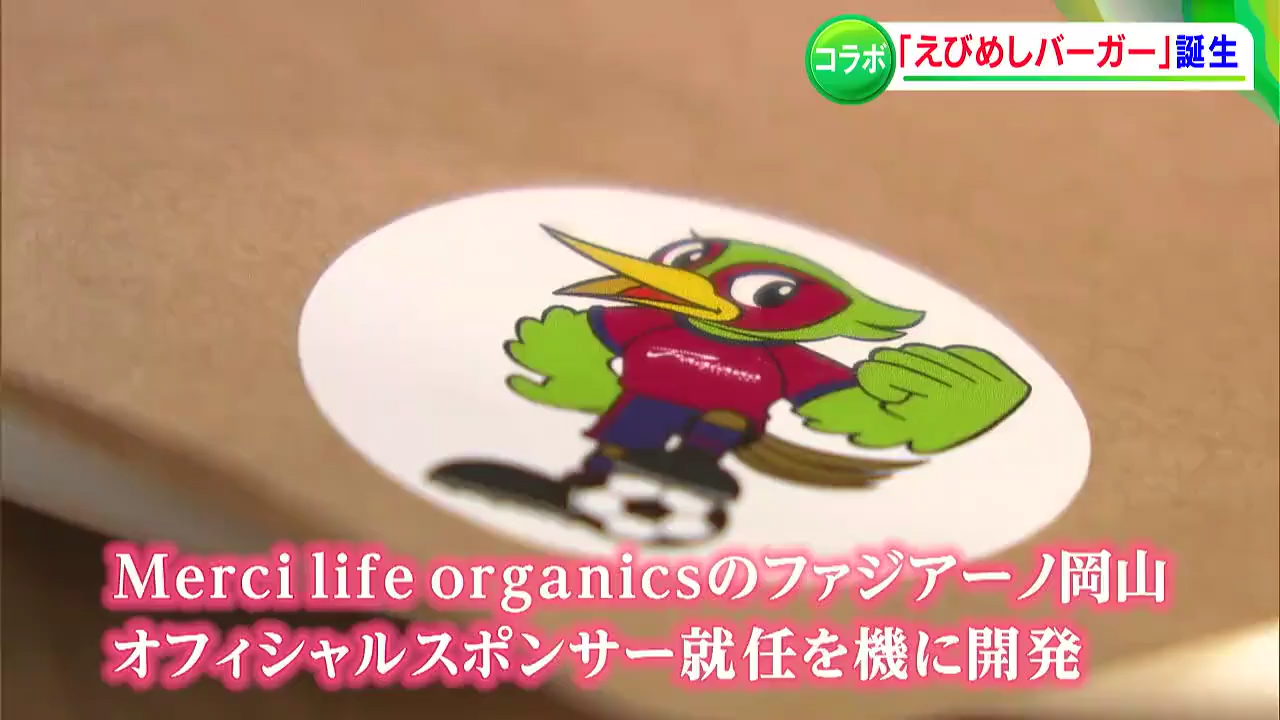 コラボ
「えびめしバーガー」誕生
Merci life organicsのファジアーノ岡山
オフィシャルスポンサー就任を機に開発